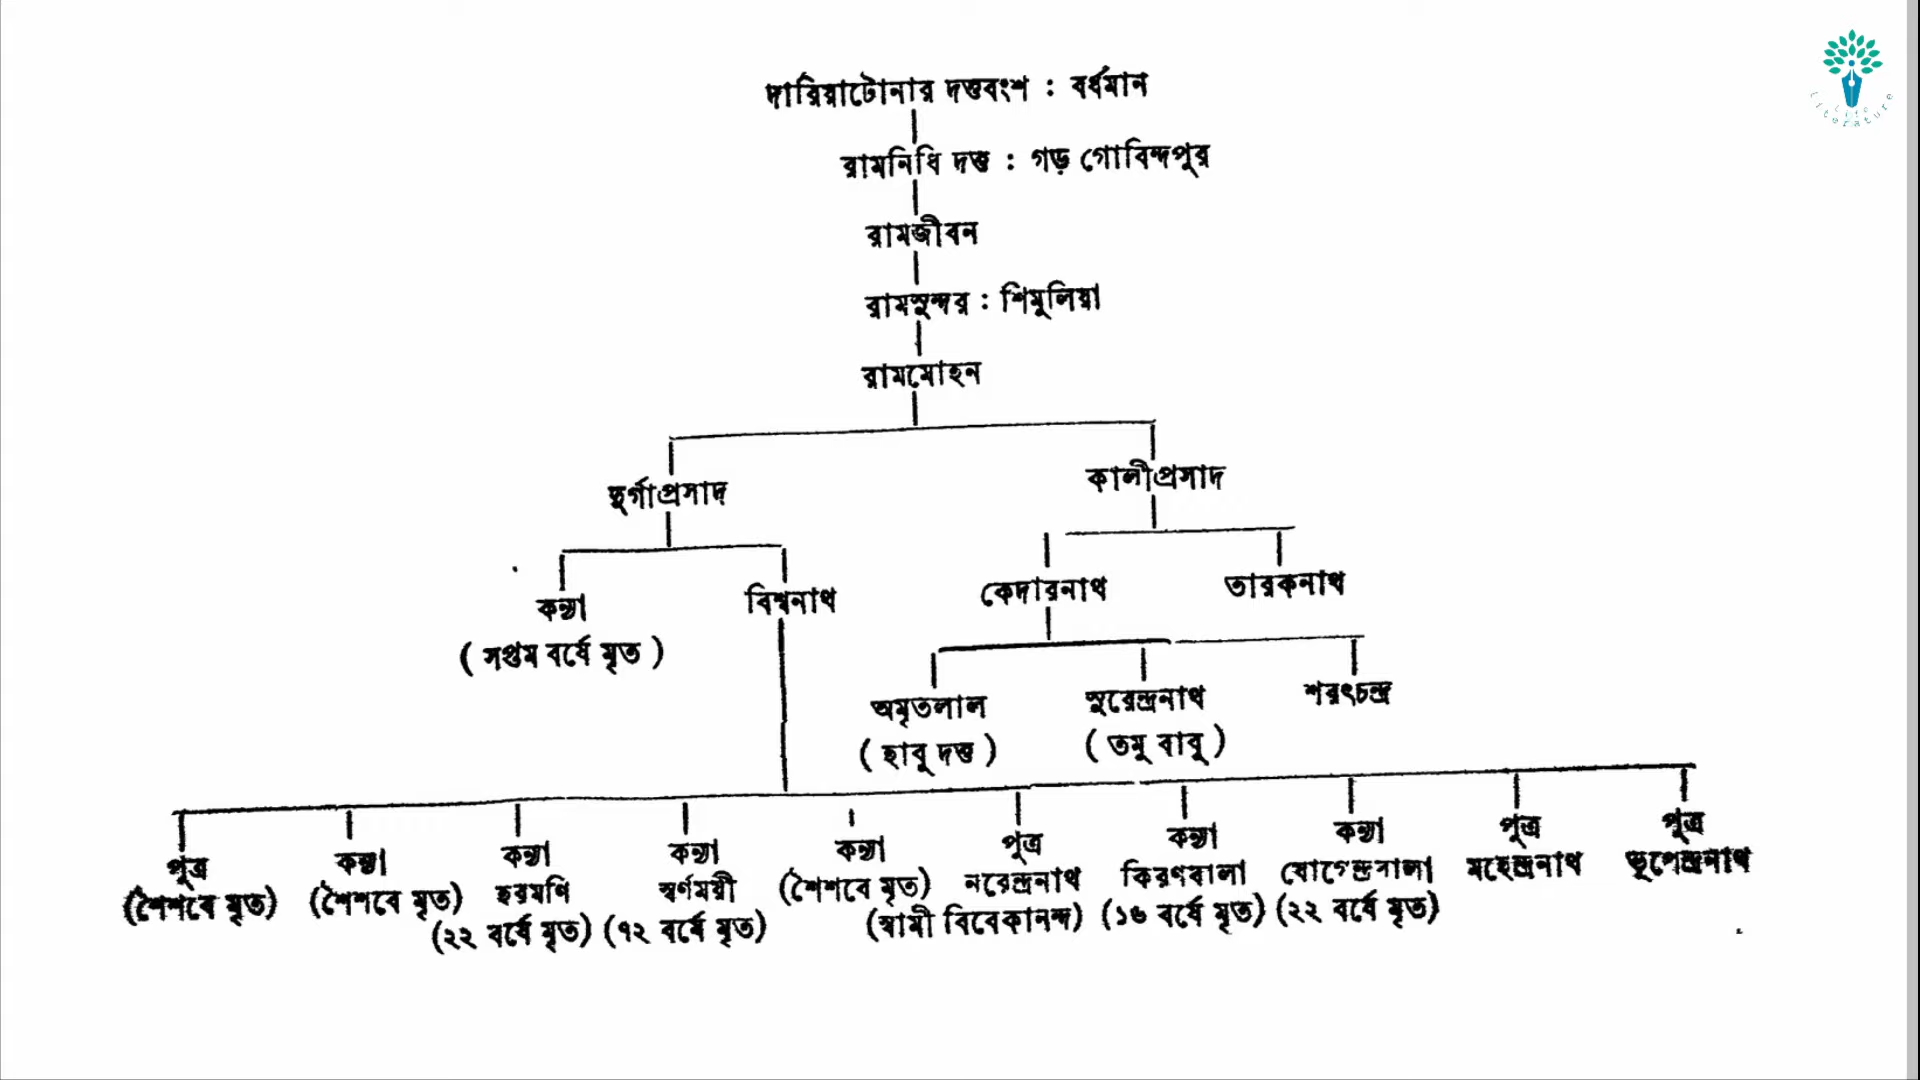 দারিয়াটোনার দত্তবংশ : বর্ধমান
রামনিধি দত্ত : গড় গোবিন্দপুর
রামজীবন
রামসুন্দর : শিমুলিয়া
রামমোহন
দুর্গাপ্রসাদ কালীপ্রসাদ
কন্যা বিশ্বনাথ কেদারনাথ তারকনাথ
( সপ্তম বর্ষে মৃত )
অমৃতলাল সুরেন্দ্রনাথ শরৎচন্দ্র
( হাবু দত্ত ) ( তমু বাবু )
পুত্র কন্যা কন্যা কন্যা কন্যা পুত্র কন্যা কন্যা পুত্র পুত্র
(শৈশবে মৃত) (শৈশবে মৃত) হরমণি স্বর্ণময়ী (শৈশবে মৃত) নরেন্দ্রনাথ কিরণবালা যোগেন্দ্রবালা মহেন্দ্রনাথ ভূপেন্দ্রনাথ
(২২ বর্ষে মৃত) (৭২ বর্ষে মৃত) (স্বামী বিবেকানন্দ) (১৬ বর্ষে মৃত) (২২ বর্ষে মৃত)